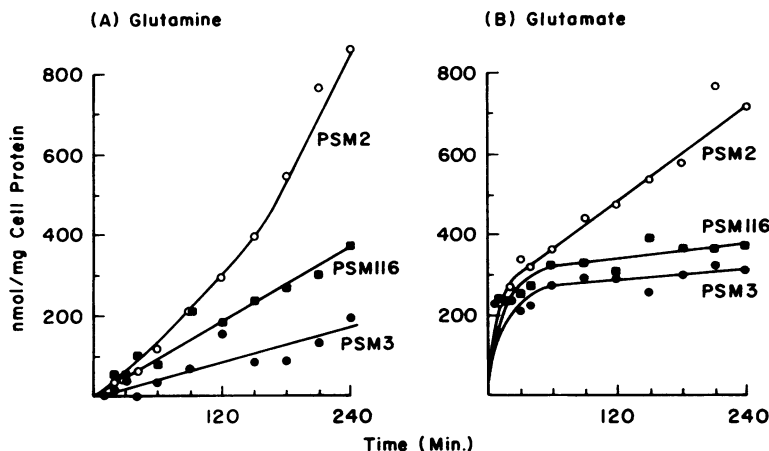 (A) Glutamine
(B) Glutamate
nmol/mg Cell Protein
800
600
400
200
PSM2
PSM116
PSM3
120
240
800
600
400
200
PSM2
PSM116
PSM3
120
240
Time (Min.)